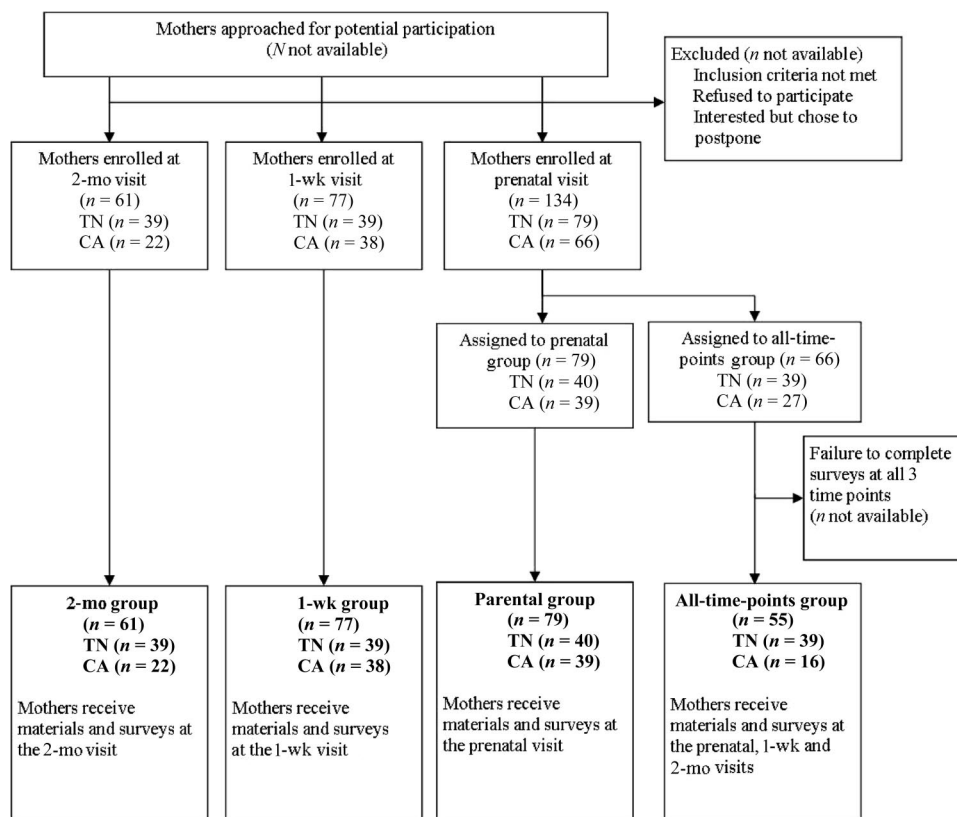 Mothers approached for potential participation
(N not available)
Excluded (n not available)
Inclusion criteria not met
Refused to participate
Interested but chose to
postpone
Mothers enrolled at
2-mo visit
(n = 61)
TN (n = 39)
CA (n = 22)
Mothers enrolled at
1-wk visit
(n = 77)
TN (n = 39)
CA (n = 38)
Mothers enrolled at
prenatal visit
(n = 134)
TN (n = 79)
CA (n = 66)
Assigned to prenatal
group (n = 79)
TN (n = 40)
CA (n = 39)
Assigned to all-time-
points group (n = 66)
TN (n = 39)
CA (n = 27)
Failure to complete
surveys at all 3
time points
(n not available)
2-mo group
(n = 61)
TN (n = 39)
CA (n = 22)
Mothers receive
materials and surveys at
the 2-mo visit
1-wk group
(n = 77)
TN (n = 39)
CA (n = 38)
Mothers receive
materials and surveys
at the 1-wk visit
Parental group
(n = 79)
TN (n = 40)
CA (n = 39)
Mothers receive
materials and surveys at
the prenatal visit
All-time-points group
(n = 55)
TN (n = 39)
CA (n = 16)
Mothers receive
materials and surveys at
the prenatal, 1-wk and
2-mo visits